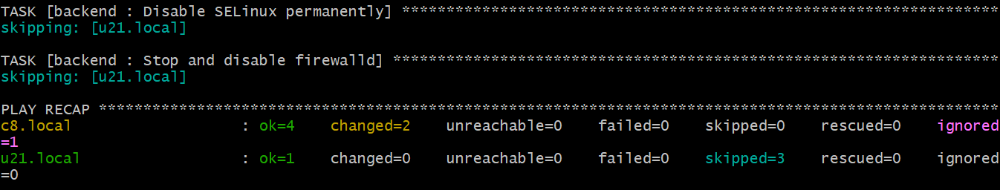 TASK [backend : Disable SELinux permanently] *******************************************************************
skipping: [u21.local]
TASK [backend : Stop and disable firewalld] ********************************************************************
skipping: [u21.local]
PLAY RECAP *****************************************************************************************************
c8.local                   : ok=4    changed=2    unreachable=0    failed=0    skipped=0    rescued=0    ignored
=1
u21.local                  : ok=1    changed=0    unreachable=0    failed=0    skipped=3    rescued=0    ignored
=0